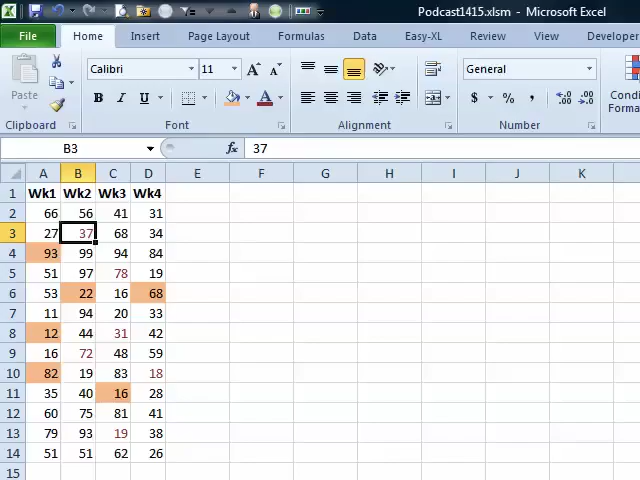 Podcast1415.xlsm - Microsoft Excel
File Home Insert Page Layout Formulas Data Easy-XL Review View Developer
Calibri 11 A A General
Paste B I U A $ % , .00 .0 Condi
Forma
Clipboard Font Alignment Number
B3 fx 37
A B C D E F G H I J K
1 Wk1 Wk2 Wk3 Wk4
2 66 56 41 31
3 27 37 68 34
4 93 99 94 84
5 51 97 78 19
6 53 22 16 68
7 11 94 20 33
8 12 44 31 42
9 16 72 48 59
10 82 19 83 18
11 35 40 16 28
12 60 75 81 41
13 79 93 19 38
14 51 51 62 26
15